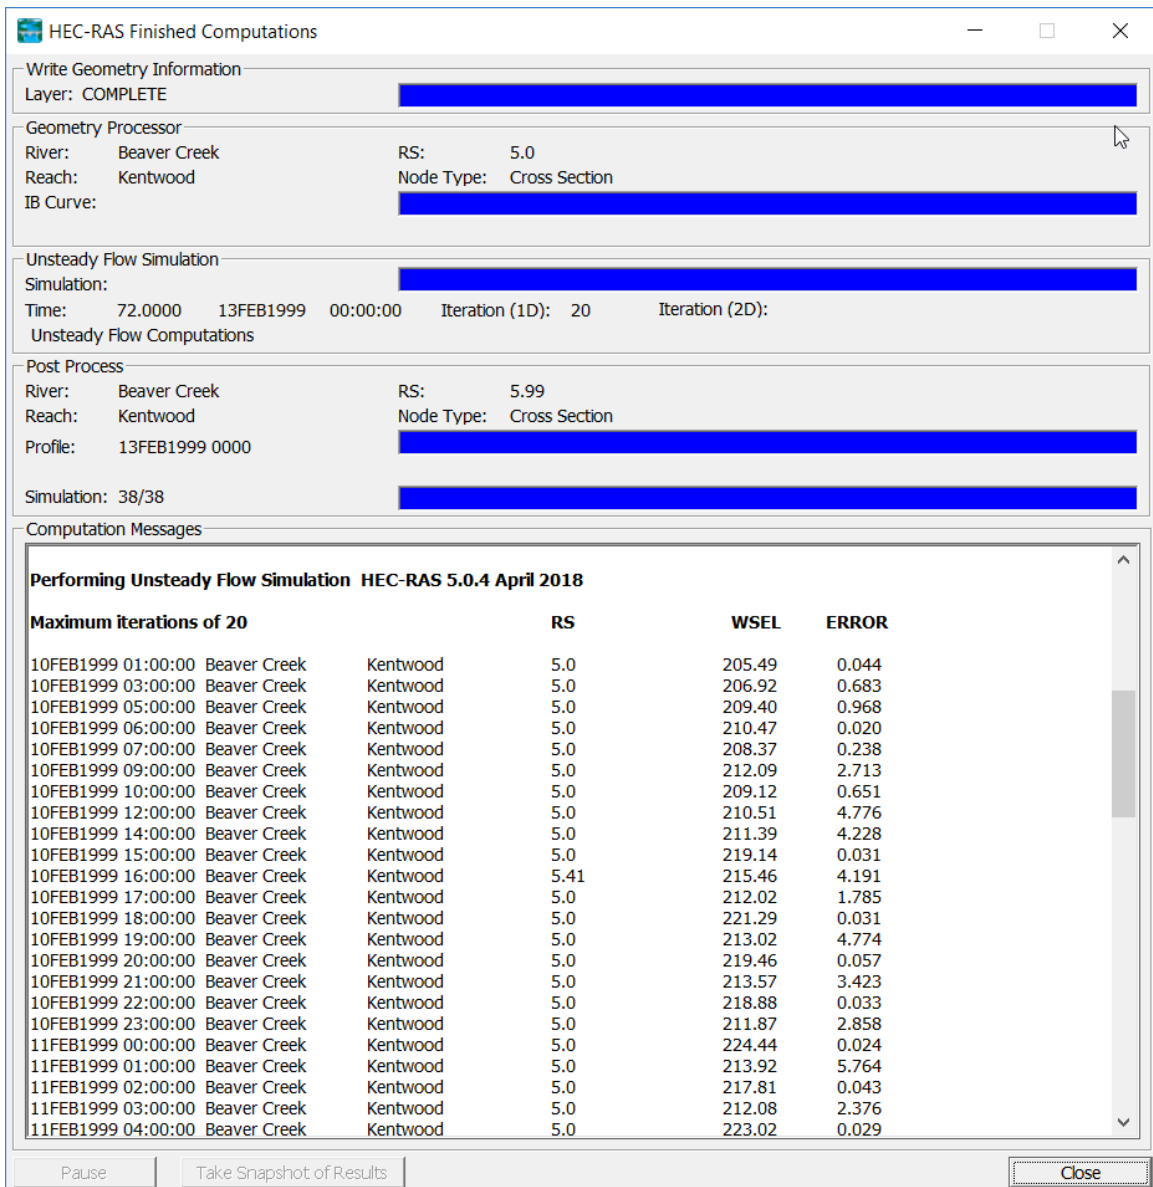 HEC-RAS Finished Computations
Write Geometry Information
Layer: COMPLETE
Geometry Processor
River: Beaver Creek RS: 5.0
Reach: Kentwood Node Type: Cross Section
IB Curve:
Unsteady Flow Simulation
Simulation:
Time: 72.0000 13FEB1999 00:00:00 Iteration (1D): 20 Iteration (2D):
Unsteady Flow Computations
Post Process
River: Beaver Creek RS: 5.99
Reach: Kentwood Node Type: Cross Section
Profile: 13FEB1999 0000
Simulation: 38/38
Computation Messages
Performing Unsteady Flow Simulation HEC-RAS 5.0.4 April 2018
Maximum iterations of 20 RS WSEL ERROR
10FEB1999 01:00:00 Beaver Creek Kentwood 5.0 205.49 0.044
10FEB1999 03:00:00 Beaver Creek Kentwood 5.0 206.92 0.683
10FEB1999 05:00:00 Beaver Creek Kentwood 5.0 209.40 0.968
10FEB1999 06:00:00 Beaver Creek Kentwood 5.0 210.47 0.020
10FEB1999 07:00:00 Beaver Creek Kentwood 5.0 208.37 0.238
10FEB1999 09:00:00 Beaver Creek Kentwood 5.0 212.09 2.713
10FEB1999 10:00:00 Beaver Creek Kentwood 5.0 209.12 0.651
10FEB1999 12:00:00 Beaver Creek Kentwood 5.0 210.51 4.776
10FEB1999 14:00:00 Beaver Creek Kentwood 5.0 211.39 4.228
10FEB1999 15:00:00 Beaver Creek Kentwood 5.0 219.14 0.031
10FEB1999 16:00:00 Beaver Creek Kentwood 5.41 215.46 4.191
10FEB1999 17:00:00 Beaver Creek Kentwood 5.0 212.02 1.785
10FEB1999 18:00:00 Beaver Creek Kentwood 5.0 221.29 0.031
10FEB1999 19:00:00 Beaver Creek Kentwood 5.0 213.02 4.774
10FEB1999 20:00:00 Beaver Creek Kentwood 5.0 219.46 0.057
10FEB1999 21:00:00 Beaver Creek Kentwood 5.0 213.57 3.423
10FEB1999 22:00:00 Beaver Creek Kentwood 5.0 218.88 0.033
10FEB1999 23:00:00 Beaver Creek Kentwood 5.0 211.87 2.858
11FEB1999 00:00:00 Beaver Creek Kentwood 5.0 224.44 0.024
11FEB1999 01:00:00 Beaver Creek Kentwood 5.0 213.92 5.764
11FEB1999 02:00:00 Beaver Creek Kentwood 5.0 217.81 0.043
11FEB1999 03:00:00 Beaver Creek Kentwood 5.0 212.08 2.376
11FEB1999 04:00:00 Beaver Creek Kentwood 5.0 223.02 0.029
Pause Take Snapshot of Results Close